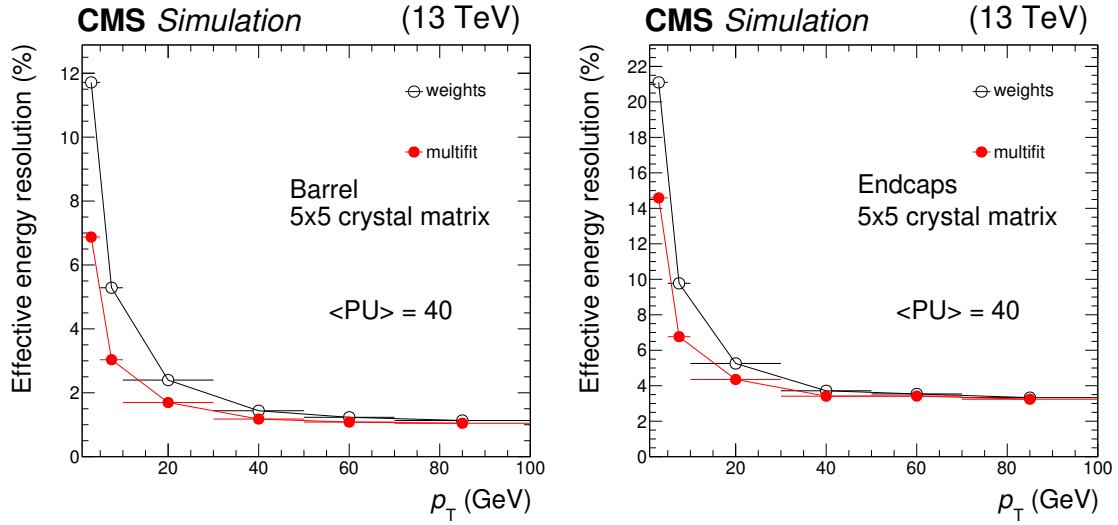 CMS Simulation (13 TeV)
Effective energy resolution (%)
12
10
8
6
4
2
0
weights
multifit
Barrel
5x5 crystal matrix
<PU> = 40
20 40 60 80 100
p_T (GeV)
CMS Simulation (13 TeV)
Effective energy resolution (%)
22
20
18
16
14
12
10
8
6
4
2
0
weights
multifit
Endcaps
5x5 crystal matrix
<PU> = 40
20 40 60 80 100
p_T (GeV)